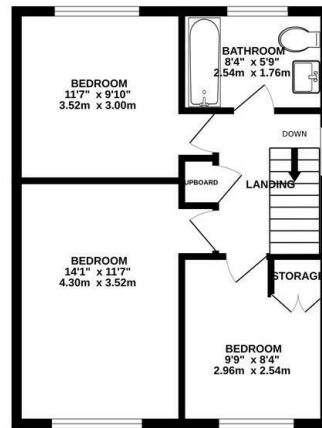 BATHROOM
8'4" x 5'9"
2.54m x 1.76m
BEDROOM
11'7" x 9'10"
3.52m x 3.00m
DOWN
UPBOARD
LANDING
BEDROOM
14'1" x 11'7"
4.30m x 3.52m
STORAGE
BEDROOM
9'9" x 8'4"
2.96m x 2.54m